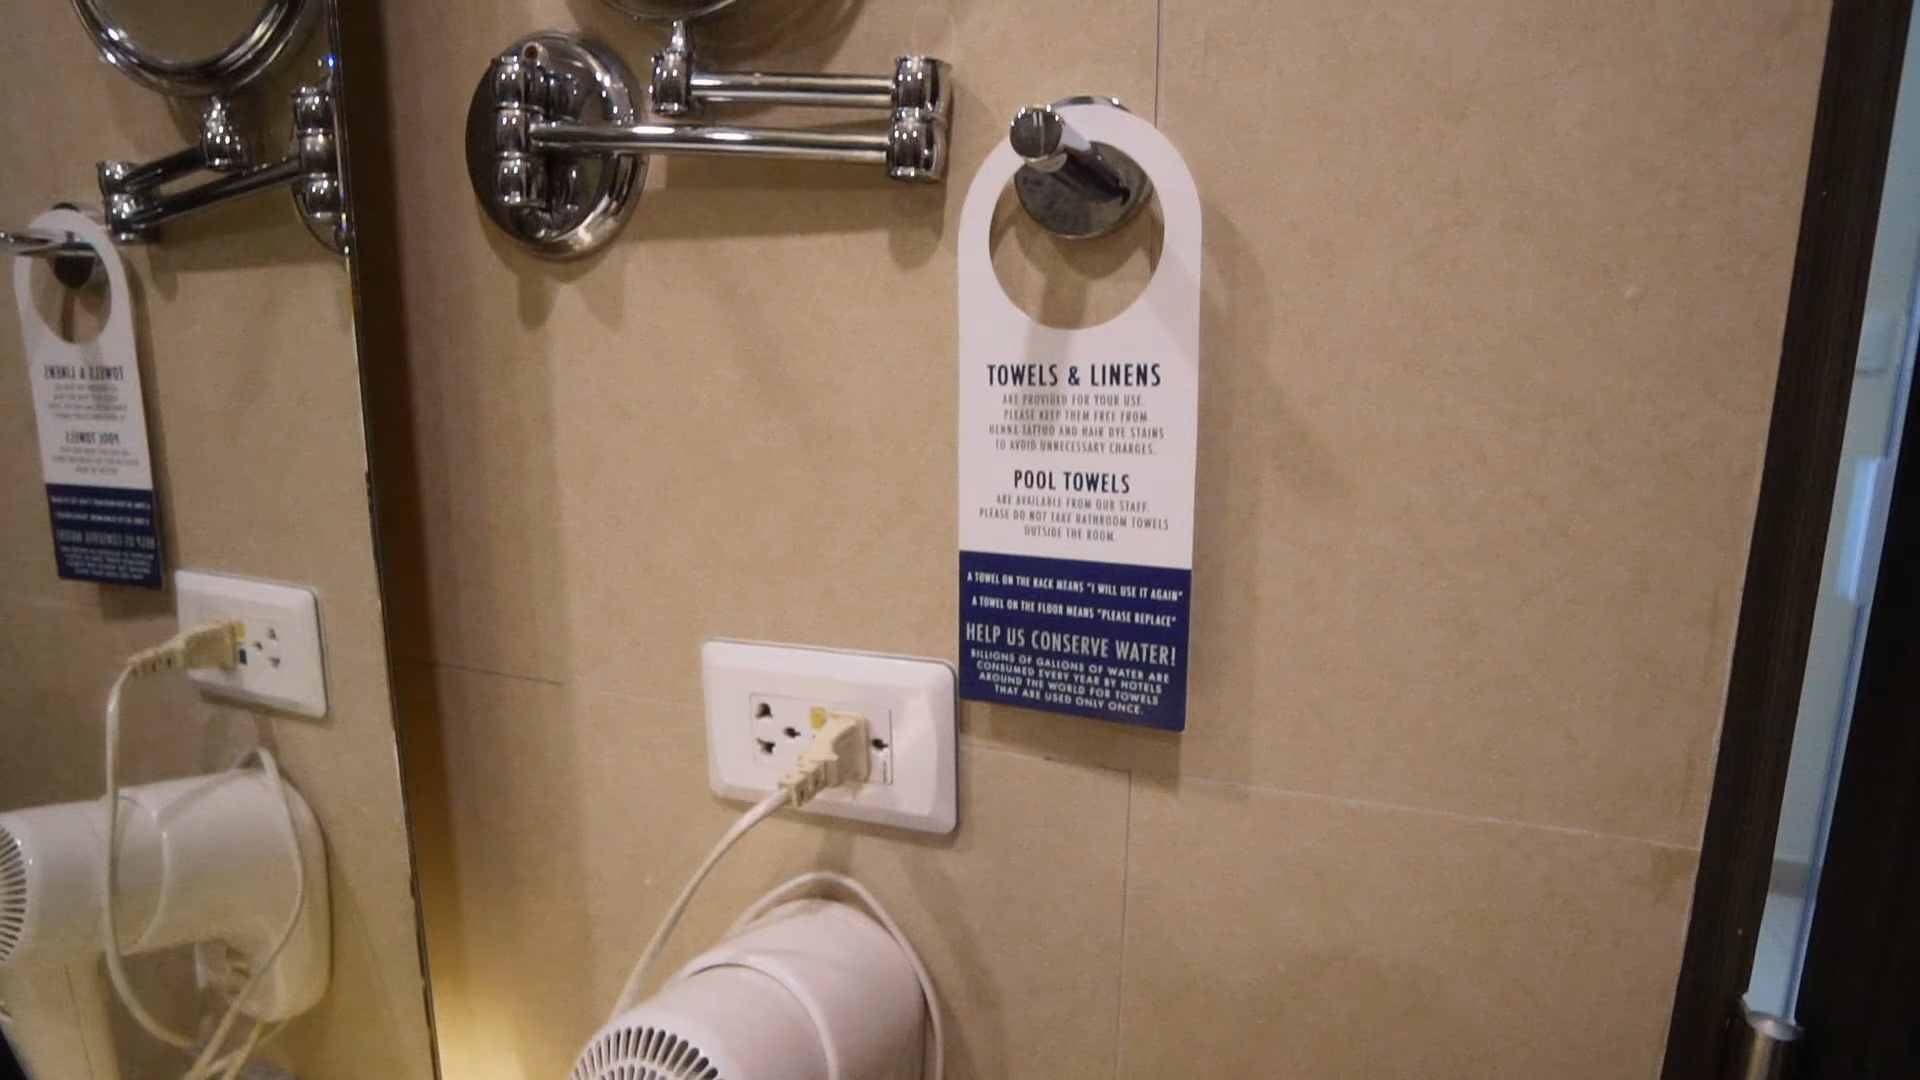 TOWELS & LINENS
ARE PROVIDED FOR YOUR USE.
PLEASE KEEP THEM FREE FROM
HENNA TATTOO AND HAIR DYE STAINS
TO AVOID UNNECESSARY CHARGES.
POOL TOWELS
ARE AVAILABLE FROM OUR STAFF.
PLEASE DO NOT TAKE BATHROOM TOWELS
OUTSIDE THE ROOM.
A TOWEL ON THE RACK MEANS "I WILL USE IT AGAIN"
A TOWEL ON THE FLOOR MEANS "PLEASE REPLACE"
HELP US CONSERVE WATER!
BILLIONS OF GALLONS OF WATER ARE
CONSUMED EVERY YEAR BY HOTELS
AROUND THE WORLD FOR TOWELS
THAT ARE USED ONLY ONCE.